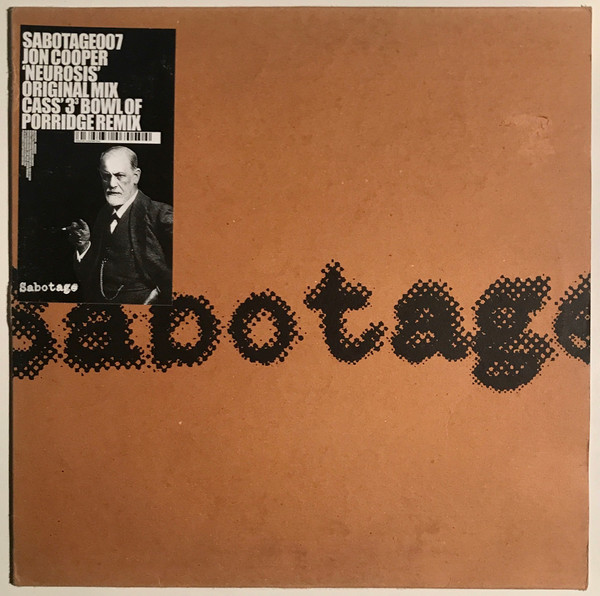 SABOTAGE007
JON COOPER
'NEUROSIS'
ORIGINAL MIX
CASS' '3' BOWL OF
PORRIDGE REMIX
Sabotage
sabotage